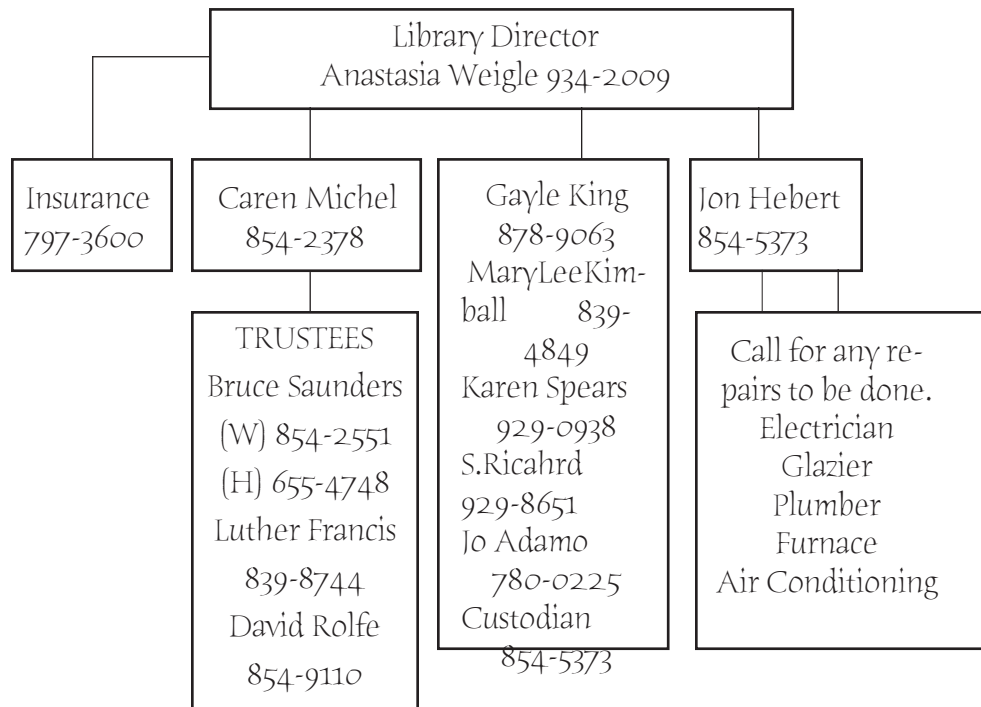 Library Director
Anastasia Weigle 934-2009
Insurance
797-3600
Caren Michel
854-2378
TRUSTEES
Bruce Saunders
(W) 854-2551
(H) 655-4748
Luther Francis
839-8744
David Rolfe
854-9110
Gayle King
878-9063
MaryLeeKim-
ball 839-
4849
Karen Spears
929-0938
S.Ricahrd
929-8651
Jo Adamo
780-0225
Custodian
854-5373
Jon Hebert
854-5373
Call for any re-
pairs to be done.
Electrician
Glazier
Plumber
Furnace
Air Conditioning